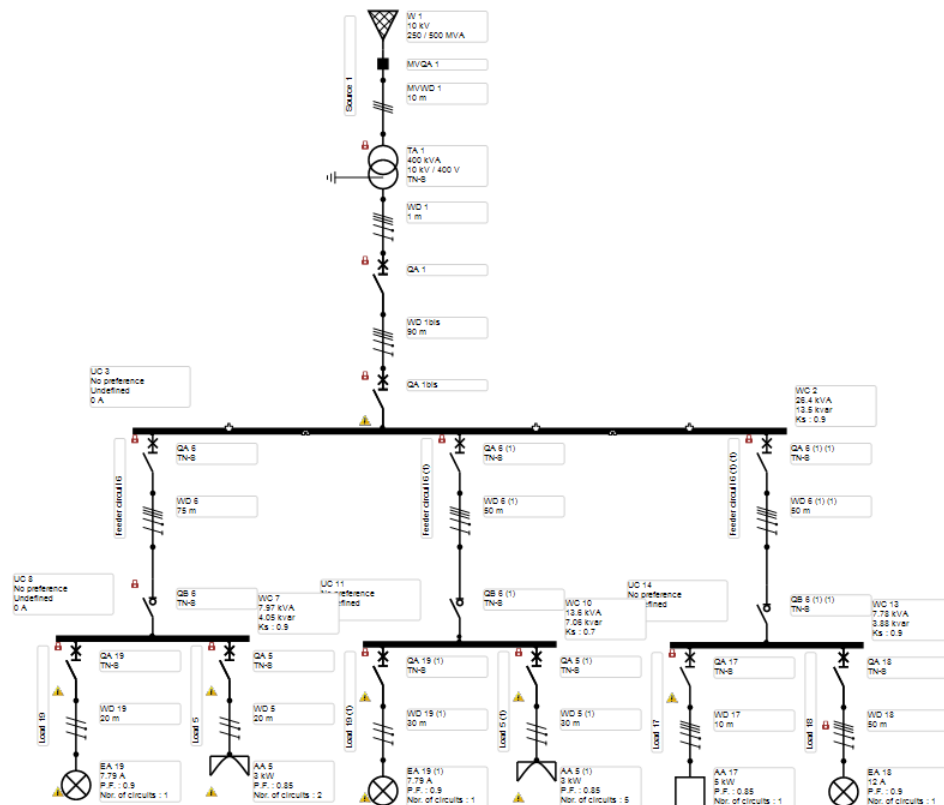 W 1
10 kV
250 / 500 MVA
MVQA 1
Source 1
MVWD 1
10 m
TA 1
400 kVA
10 kV / 400 V
TN-S
WD 1
1 m
QA 1
WD 1bis
90 m
QA 1bis
UC 3
No preference
Undefined
0 A
WC 2
26.4 kVA
13.5 kvar
Ks : 0.9
Feeder circuit 6
QA 6
TN-S
WD 6
75 m
Feeder circuit 6 (1)
QA 6 (1)
TN-S
WD 6 (1)
50 m
Feeder circuit 6 (1) (1)
QA 6 (1) (1)
TN-S
WD 6 (1) (1)
50 m
UC 8
No preference
Undefined
0 A
QB 6
TN-S
WC 7
7.97 kVA
4.05 kvar
Ks : 0.9
UC 11
No preference
QB 6 (1)
TN-S
WC 10
13.6 kVA
7.06 kvar
Ks : 0.7
UC 14
No preference
QB 6 (1) (1)
TN-S
WC 13
7.78 kVA
3.88 kvar
Ks : 0.9
Load 19
QA 19
TN-S
WD 19
20 m
EA 19
7.79 A
P.F. : 0.9
Nbr. of circuits : 1
Load 5
QA 5
TN-S
WD 5
20 m
AA 5
3 kW
P.F. : 0.85
Nbr. of circuits : 2
Load 19 (1)
QA 19 (1)
TN-S
WD 19 (1)
30 m
EA 19 (1)
7.79 A
P.F. : 0.9
Nbr. of circuits : 1
Load 5 (1)
QA 5 (1)
TN-S
WD 5 (1)
30 m
AA 5 (1)
3 kW
P.F. : 0.85
Nbr. of circuits : 5
Load 17
QA 17
TN-S
WD 17
10 m
AA 17
5 kW
P.F. : 0.85
Nbr. of circuits : 1
Load 18
QA 18
TN-S
WD 18
50 m
EA 18
12 A
P.F. : 0.9
Nbr. of circuits : 1